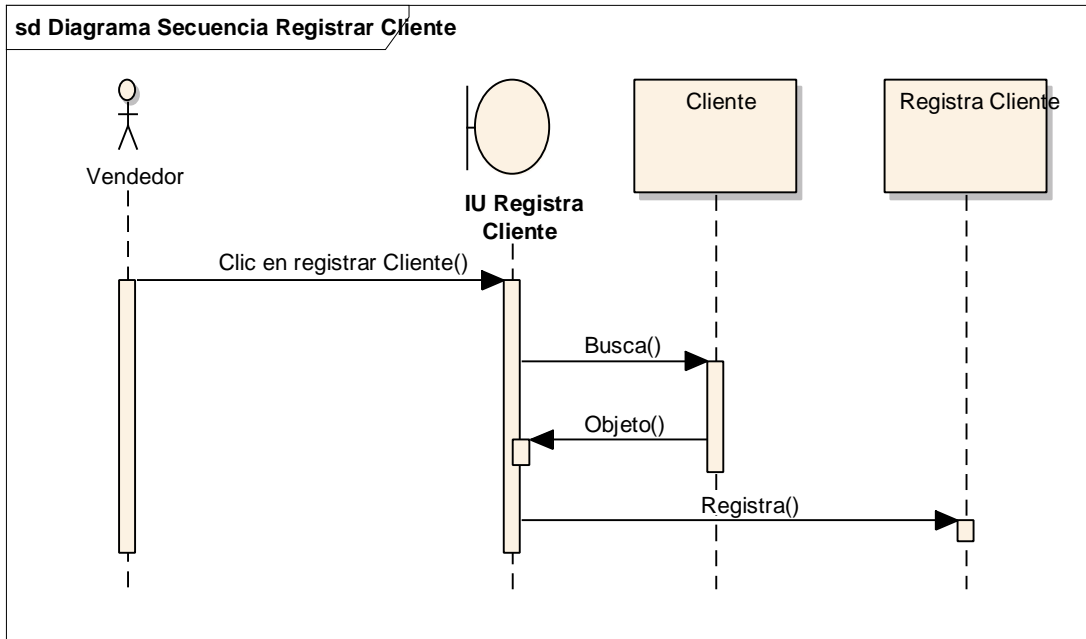 sd Diagrama Secuencia Registrar Cliente
Vendedor
IU Registra
Cliente
Cliente
Registra Cliente
Clic en registrar Cliente()
Busca()
Objeto()
Registra()